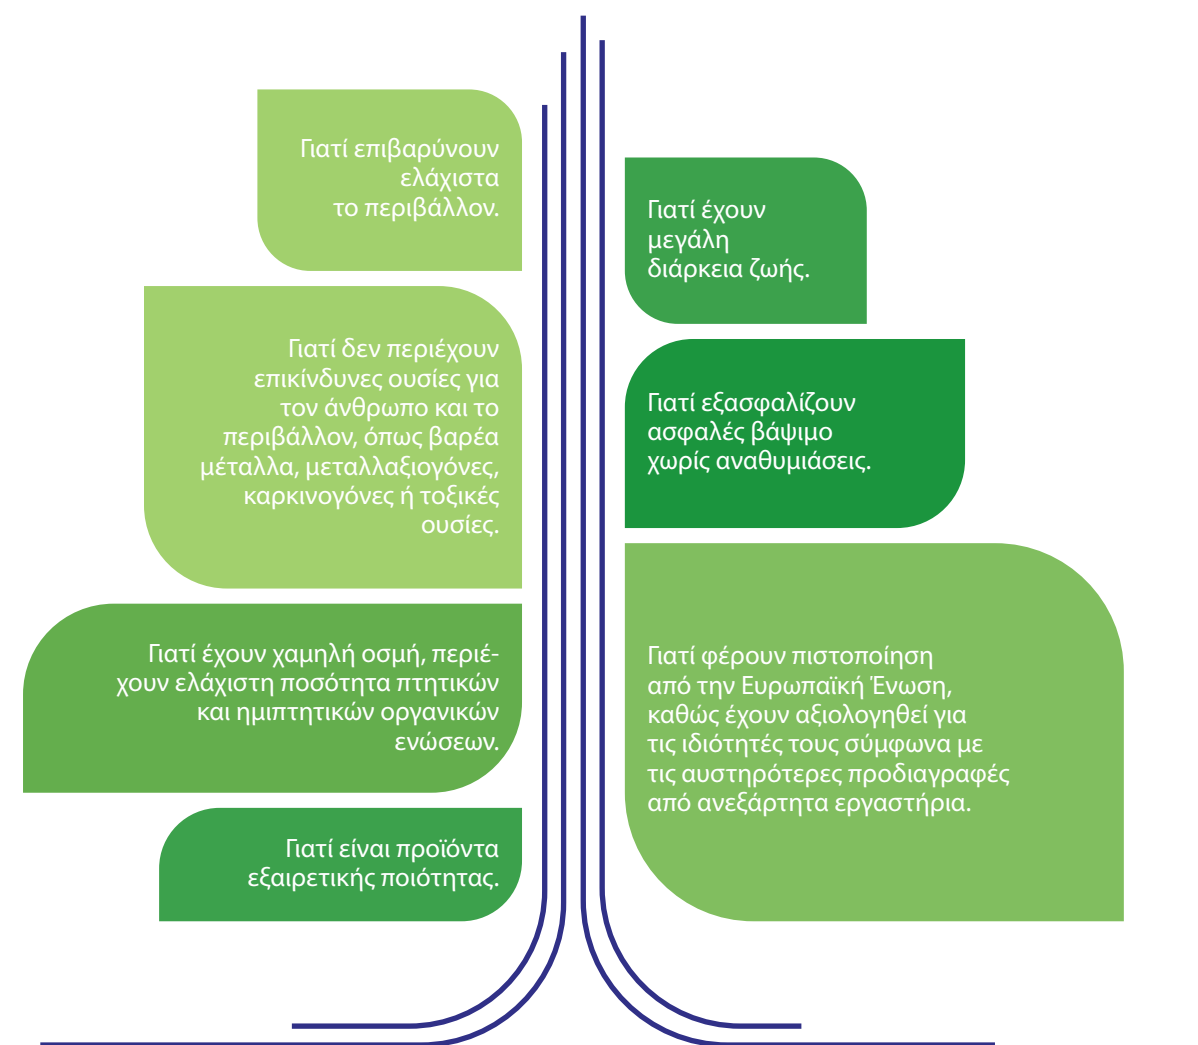 Γιατί επιβαρύνουν
ελάχιστα
το περιβάλλον.
Γιατί δεν περιέχουν
επικίνδυνες ουσίες για
τον άνθρωπο και το
περιβάλλον, όπως βαρέα
μέταλλα, μεταλλαξιογόνες,
καρκινογόνες ή τοξικές
ουσίες.
Γιατί έχουν χαμηλή οσμή, περιέ-
χουν ελάχιστη ποσότητα πτητικών
και ημιπτητικών οργανικών
ενώσεων.
Γιατί είναι προϊόντα
εξαιρετικής ποιότητας.
Γιατί έχουν
μεγάλη
διάρκεια ζωής.
Γιατί εξασφαλίζουν
ασφαλές βάψιμο
χωρίς αναθυμιάσεις.
Γιατί φέρουν πιστοποίηση
από την Ευρωπαϊκή Ένωση,
καθώς έχουν αξιολογηθεί για
τις ιδιότητές τους σύμφωνα με
τις αυστηρότερες προδιαγραφές
από ανεξάρτητα εργαστήρια.